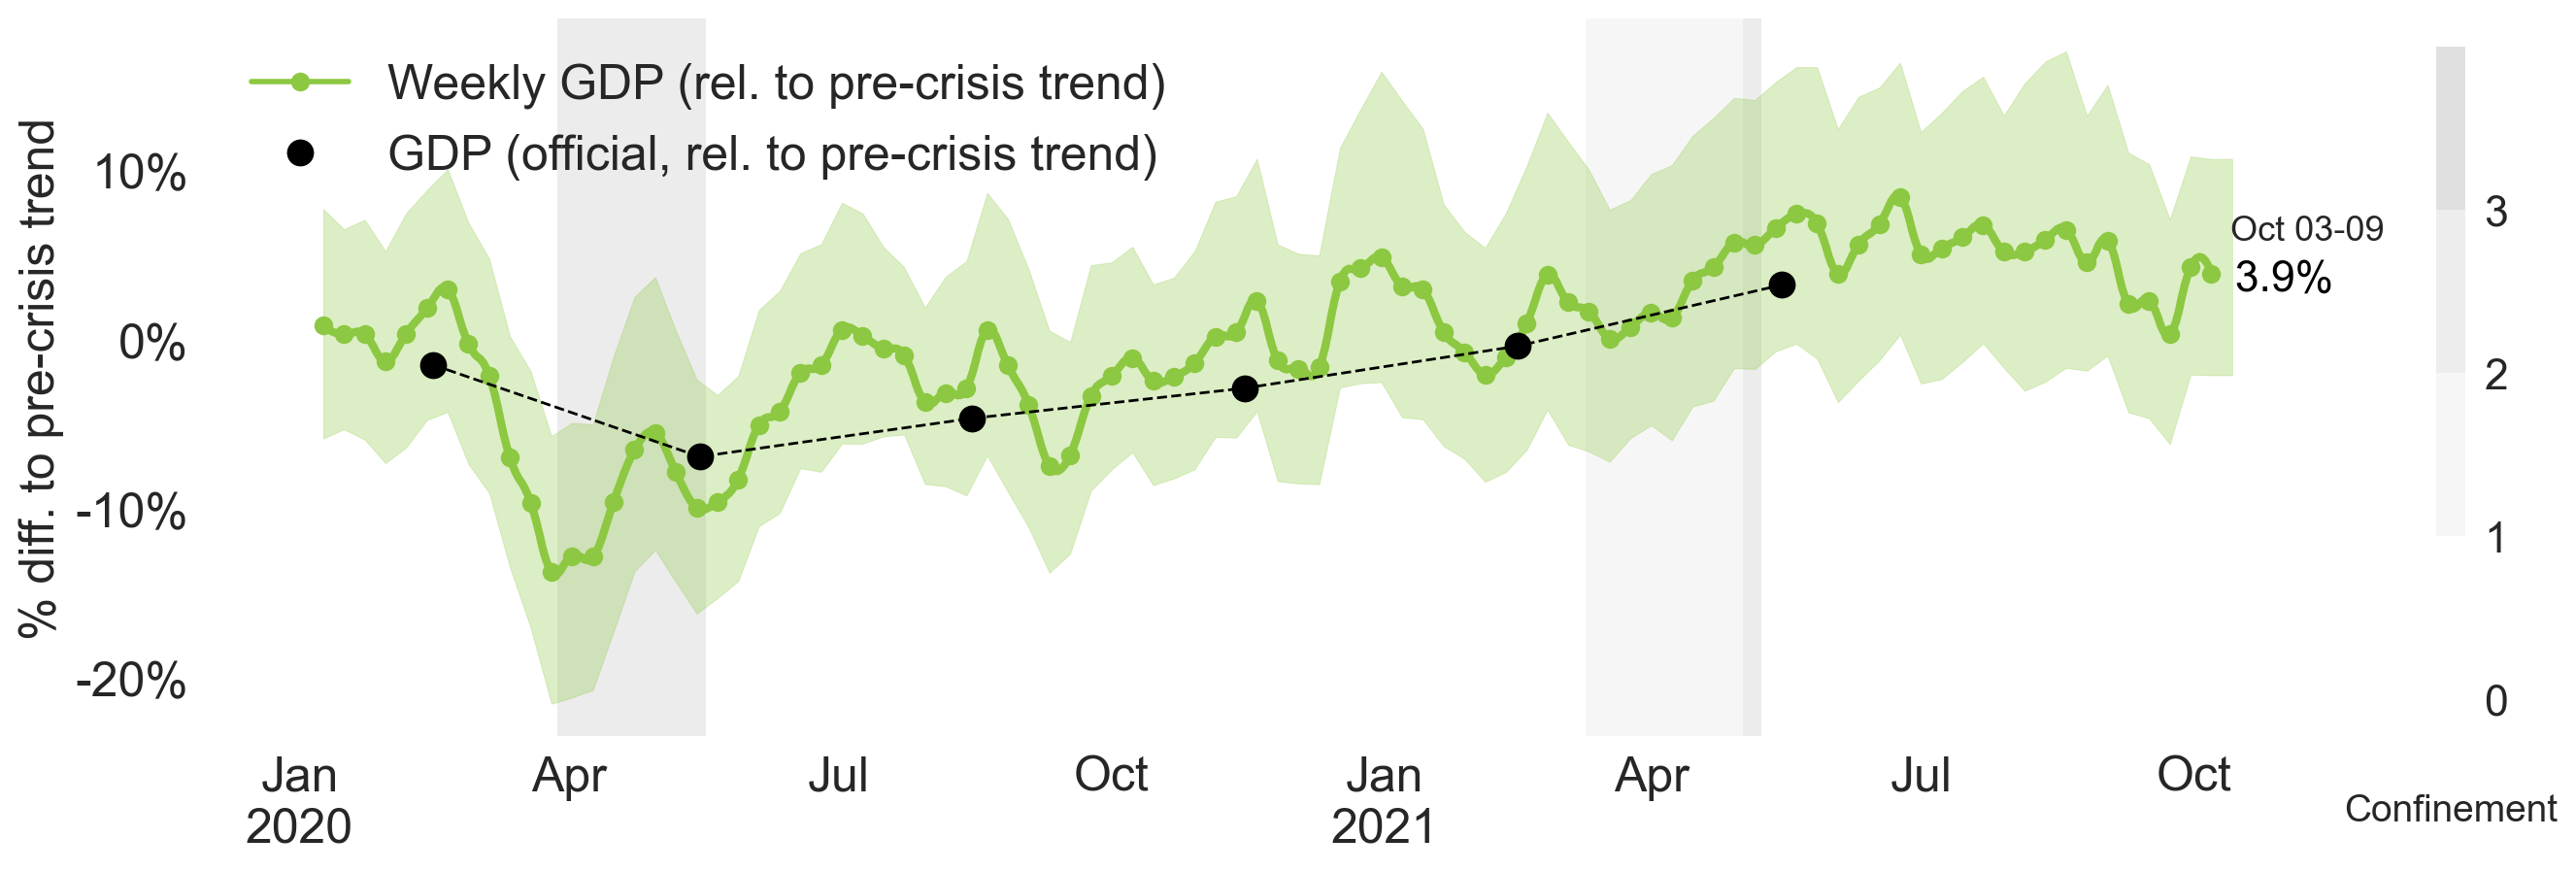 Weekly GDP (rel. to pre-crisis trend)
GDP (official, rel. to pre-crisis trend)
% diff. to pre-crisis trend
10%
0%
-10%
-20%
Oct 03-09
3.9%
3
2
1
0
Jan Apr Jul Oct Jan Apr Jul Oct
2020 2021
Confinement